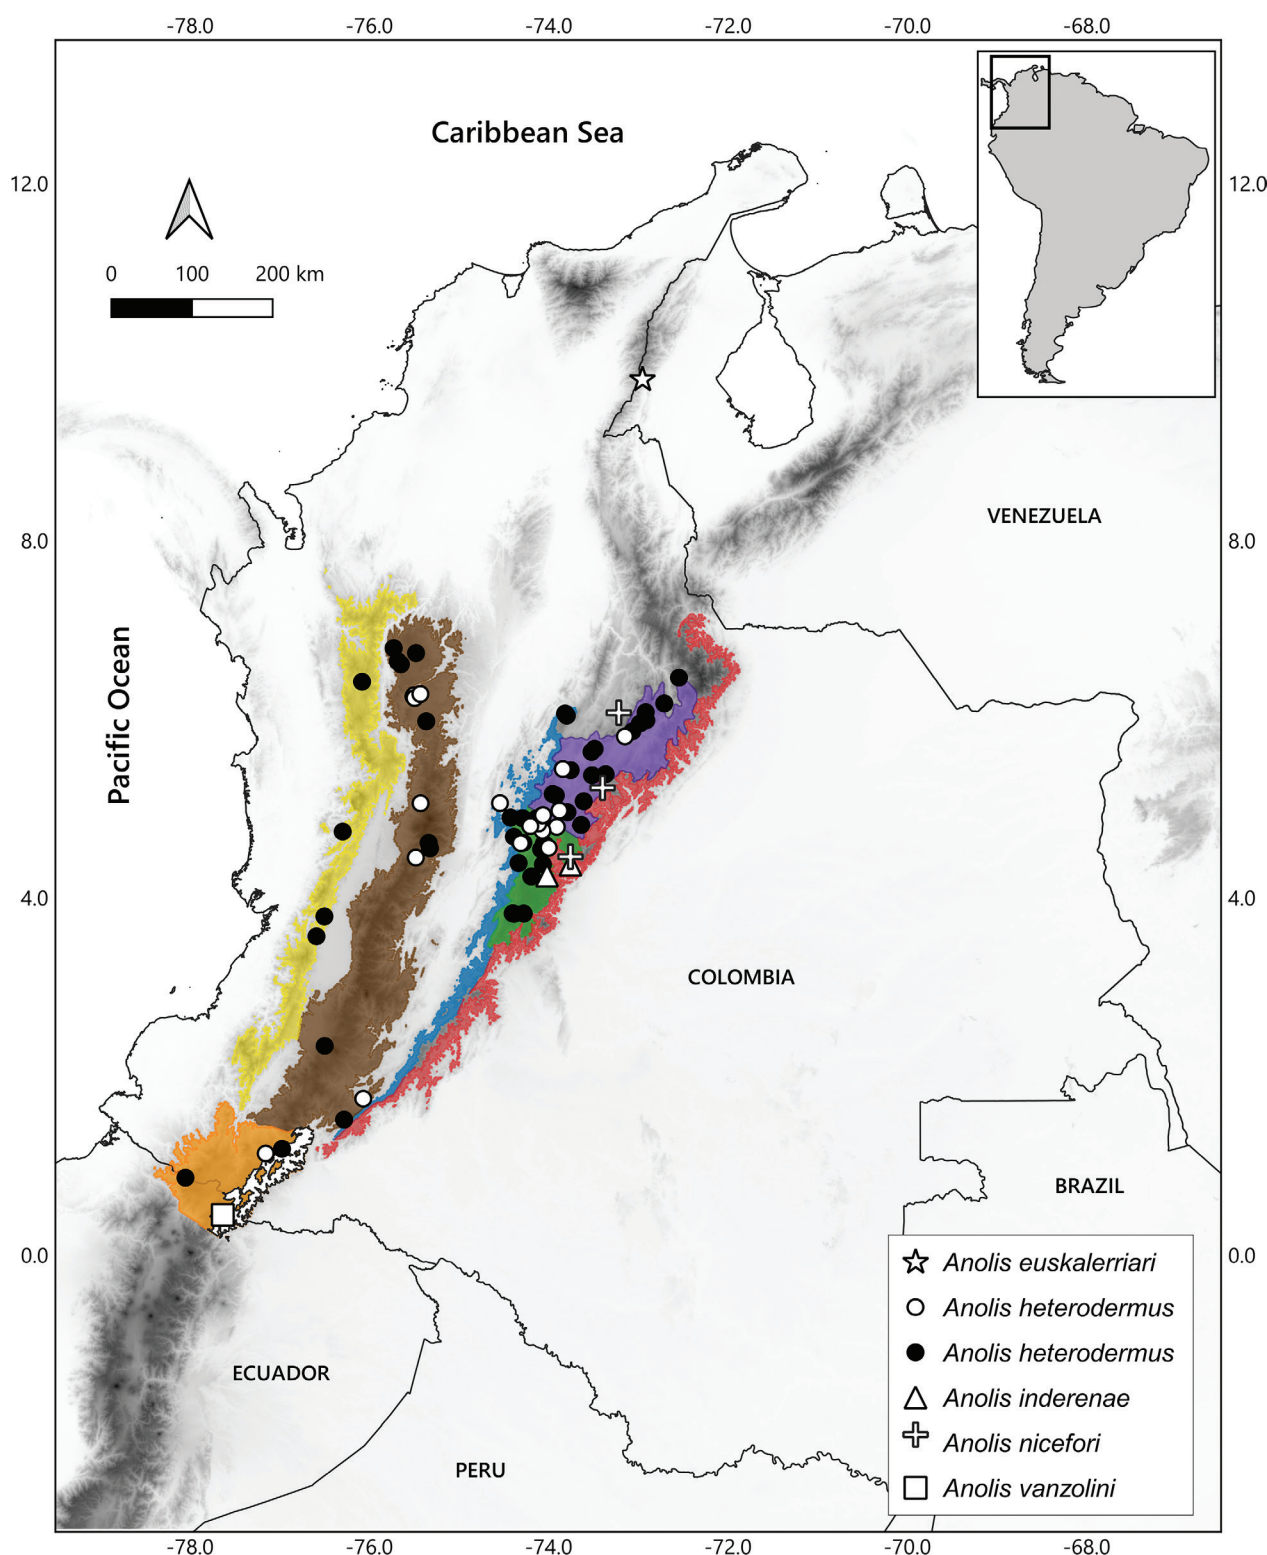 -78.0 -76.0 -74.0 -72.0 -70.0 -68.0
Caribbean Sea
12.0 12.0
0 100 200 km
VENEZUELA
8.0 8.0
Pacific Ocean
4.0 4.0
COLOMBIA
BRAZIL
0.0 0.0
Anolis euskalerriari
Anolis heterodermus
Anolis heterodermus
Anolis inderenae
Anolis nicefori
Anolis vanzolini
ECUADOR
PERU
-78.0 -76.0 -74.0 -72.0 -70.0 -68.0